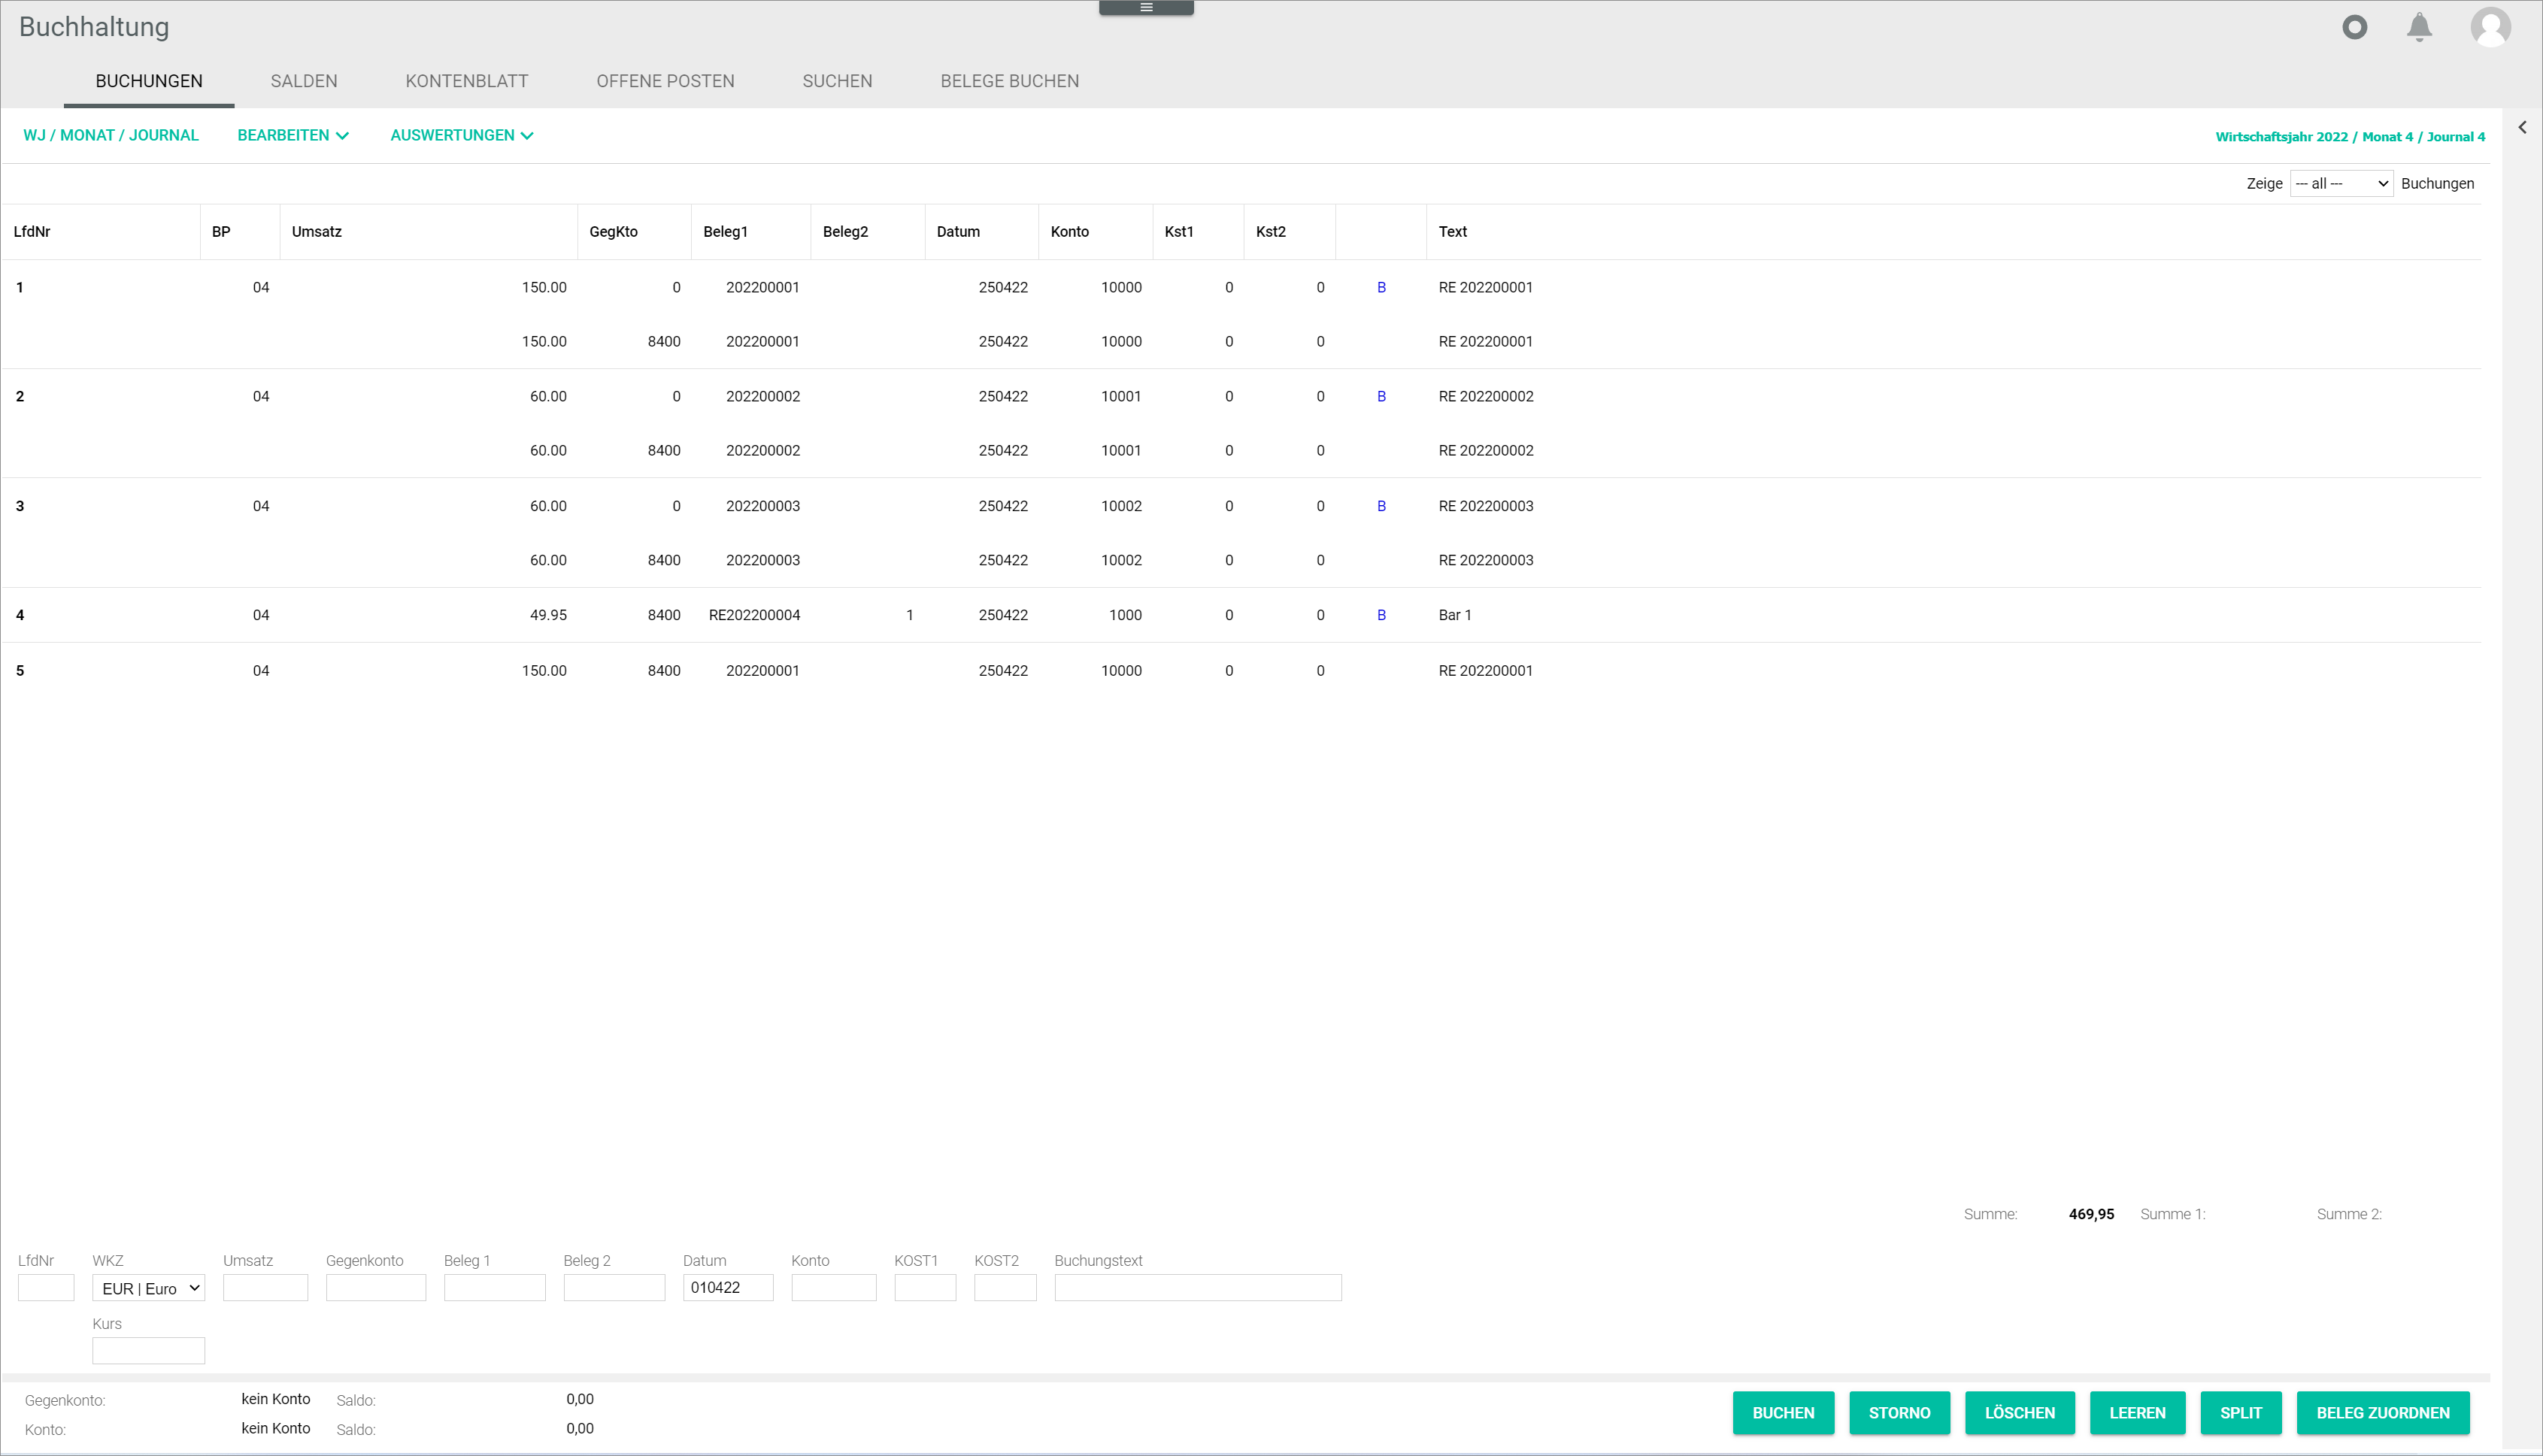 Buchhaltung
BUCHUNGEN SALDEN KONTENBLATT OFFENE POSTEN SUCHEN BELEGE BUCHEN
WJ / MONAT / JOURNAL BEARBEITEN AUSWERTUNGEN Wirtschaftsjahr 2022 / Monat 4 / Journal 4
Zeige --- all --- Buchungen
LfdNr BP Umsatz GegKto Beleg1 Beleg2 Datum Konto Kst1 Kst2 Text
1 04 150.00 0 202200001 250422 10000 0 0 B RE 202200001
150.00 8400 202200001 250422 10000 0 0 RE 202200001
2 04 60.00 0 202200002 250422 10001 0 0 B RE 202200002
60.00 8400 202200002 250422 10001 0 0 RE 202200002
3 04 60.00 0 202200003 250422 10002 0 0 B RE 202200003
60.00 8400 202200003 250422 10002 0 0 RE 202200003
4 04 49.95 8400 RE202200004 1 250422 1000 0 0 B Bar 1
5 04 150.00 8400 202200001 250422 10000 0 0 RE 202200001
Summe: 469,95 Summe 1: Summe 2:
LfdNr WKZ Umsatz Gegenkonto Beleg 1 Beleg 2 Datum Konto KOST1 KOST2 Buchungstext
EUR | Euro 010422
Kurs
Gegenkonto: kein Konto Saldo: 0,00
Konto: kein Konto Saldo: 0,00
BUCHEN STORNO LÖSCHEN LEEREN SPLIT BELEG ZUORDNEN